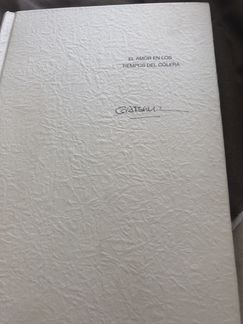 EL AMOR EN LOS
TIEMPOS DEL CÓLERA